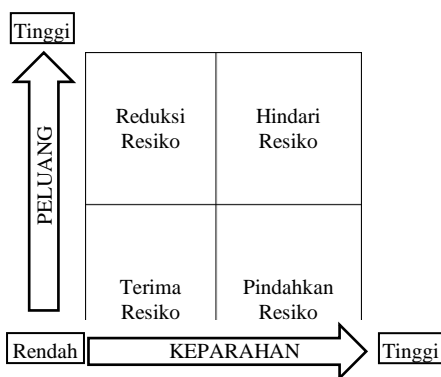 Tinggi
PELUANG
Reduksi
Resiko
Hindari
Resiko
Terima
Resiko
Pindahkan
Resiko
Rendah
KEPARAHAN
Tinggi